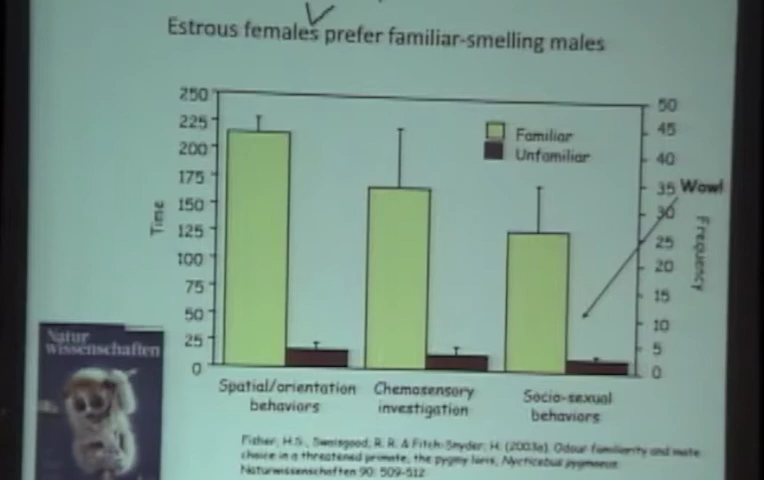 Estrous females prefer familiar-smelling males
250
225
200
175
150
125
100
75
50
25
0
Time
50
45
40
35
30
25
20
15
10
5
0
Frequency
Familiar
Unfamiliar
Wow!
Spatial/orientation behaviors
Chemosensory investigation
Socio-sexual behaviors
Natur
wissenschaften
Fisher, H.S., Swaisgood, R. R. & Fitch-Snyder, H. (2003a). Odour familiarity and mate
choice in a threatened primate, the pygmy loris, Nycticebus pygmaeus.
Naturwissenschaften 90: 509-512